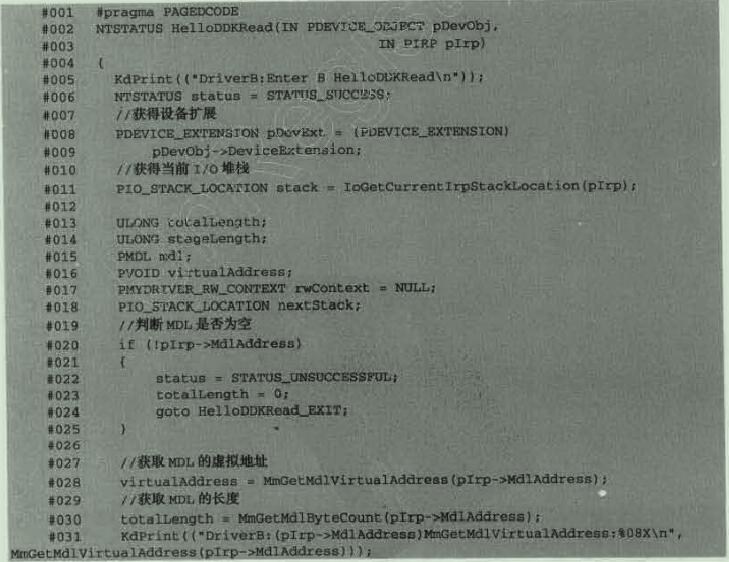 #001 #pragma PAGEDCODE
#002 NTSTATUS HelloDDKRead(IN PDEVICE_OBJECT pDevObj,
#003 IN PIRP pIrp)
#004 {
#005 KdPrint(("DriverB:Enter B HelloDDKRead\n"));
#006 NTSTATUS status = STATUS_SUCCESS;
#007 //获得设备扩展
#008 PDEVICE_EXTENSION pDevExt = (PDEVICE_EXTENSION)
#009 pDevObj->DeviceExtension;
#010 //获得当前 I/O 堆栈
#011 PIO_STACK_LOCATION stack = IoGetCurrentIrpStackLocation(pIrp);
#012
#013 ULONG totalLength;
#014 ULONG stageLength;
#015 PMDL mdl;
#016 PVOID virtualAddress;
#017 PMYDRIVER_RW_CONTEXT rwContext = NULL;
#018 PIO_STACK_LOCATION nextStack;
#019 //判断 MDL 是否为空
#020 if (!pIrp->MdlAddress)
#021 {
#022 status = STATUS_UNSUCCESSFUL;
#023 totalLength = 0;
#024 goto HelloDDKRead_EXIT;
#025 }
#026
#027 //获取 MDL 的虚拟地址
#028 virtualAddress = MmGetMdlVirtualAddress(pIrp->MdlAddress);
#029 //获取 MDL 的长度
#030 totalLength = MmGetMdlByteCount(pIrp->MdlAddress);
#031 KdPrint(("DriverB:(pIrp->MdlAddress)MmGetMdlVirtualAddress:%08X\n",
MmGetMdlVirtualAddress(pIrp->MdlAddress)));